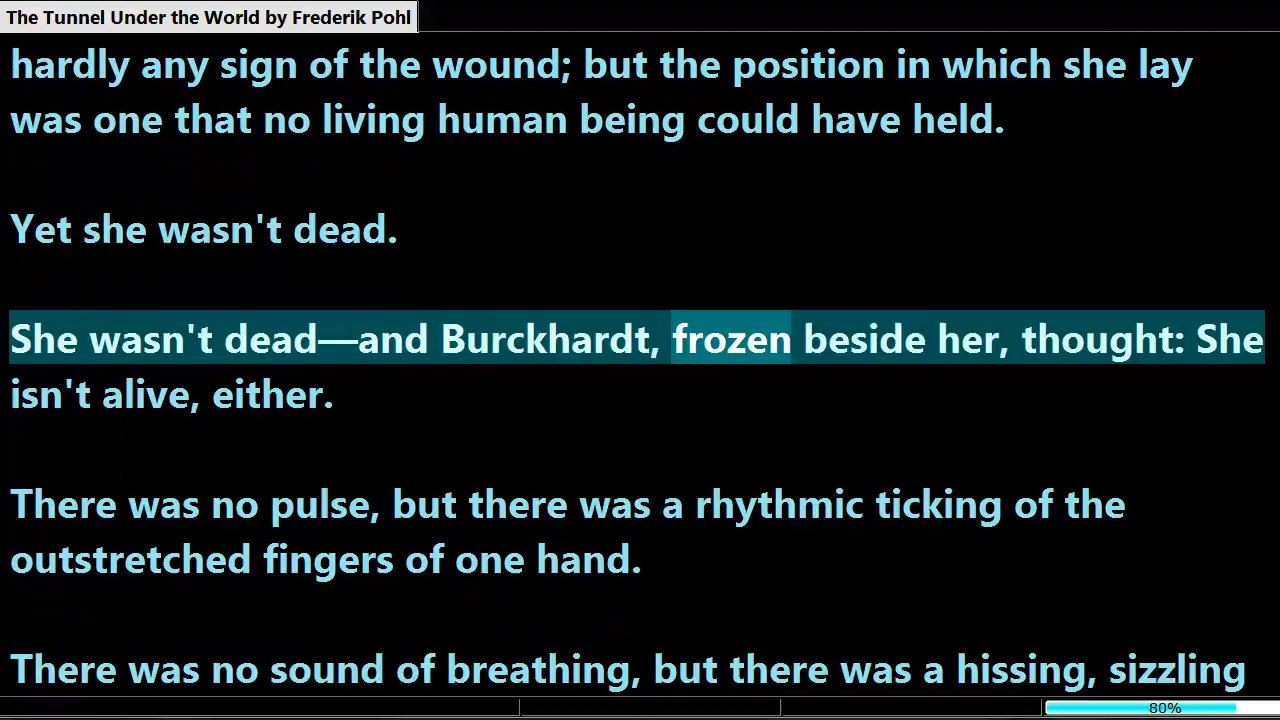 The Tunnel Under the World by Frederik Pohl
hardly any sign of the wound; but the position in which she lay
was one that no living human being could have held.
Yet she wasn't dead.
She wasn't dead—and Burckhardt, frozen beside her, thought: She
isn't alive, either.
There was no pulse, but there was a rhythmic ticking of the
outstretched fingers of one hand.
There was no sound of breathing, but there was a hissing, sizzling
80%